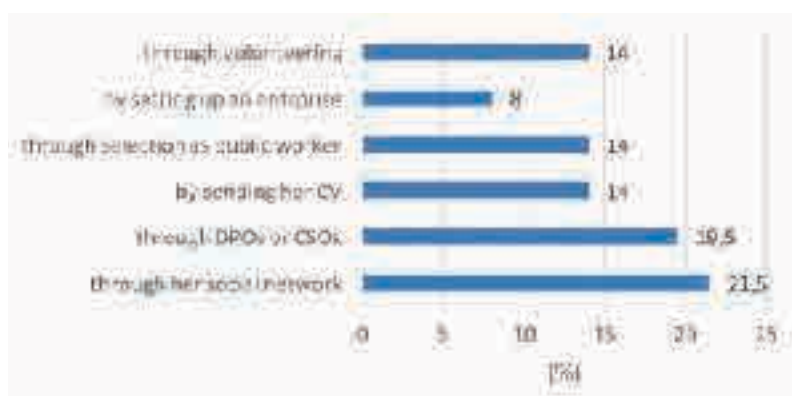 through volunteering 14
by setting up an entrprise 8
through selection as public worker 14
by sending her CV 14
through DPOs or CSOs 19,5
through her social network 21,5
0 5 10 15 20 25
[%]